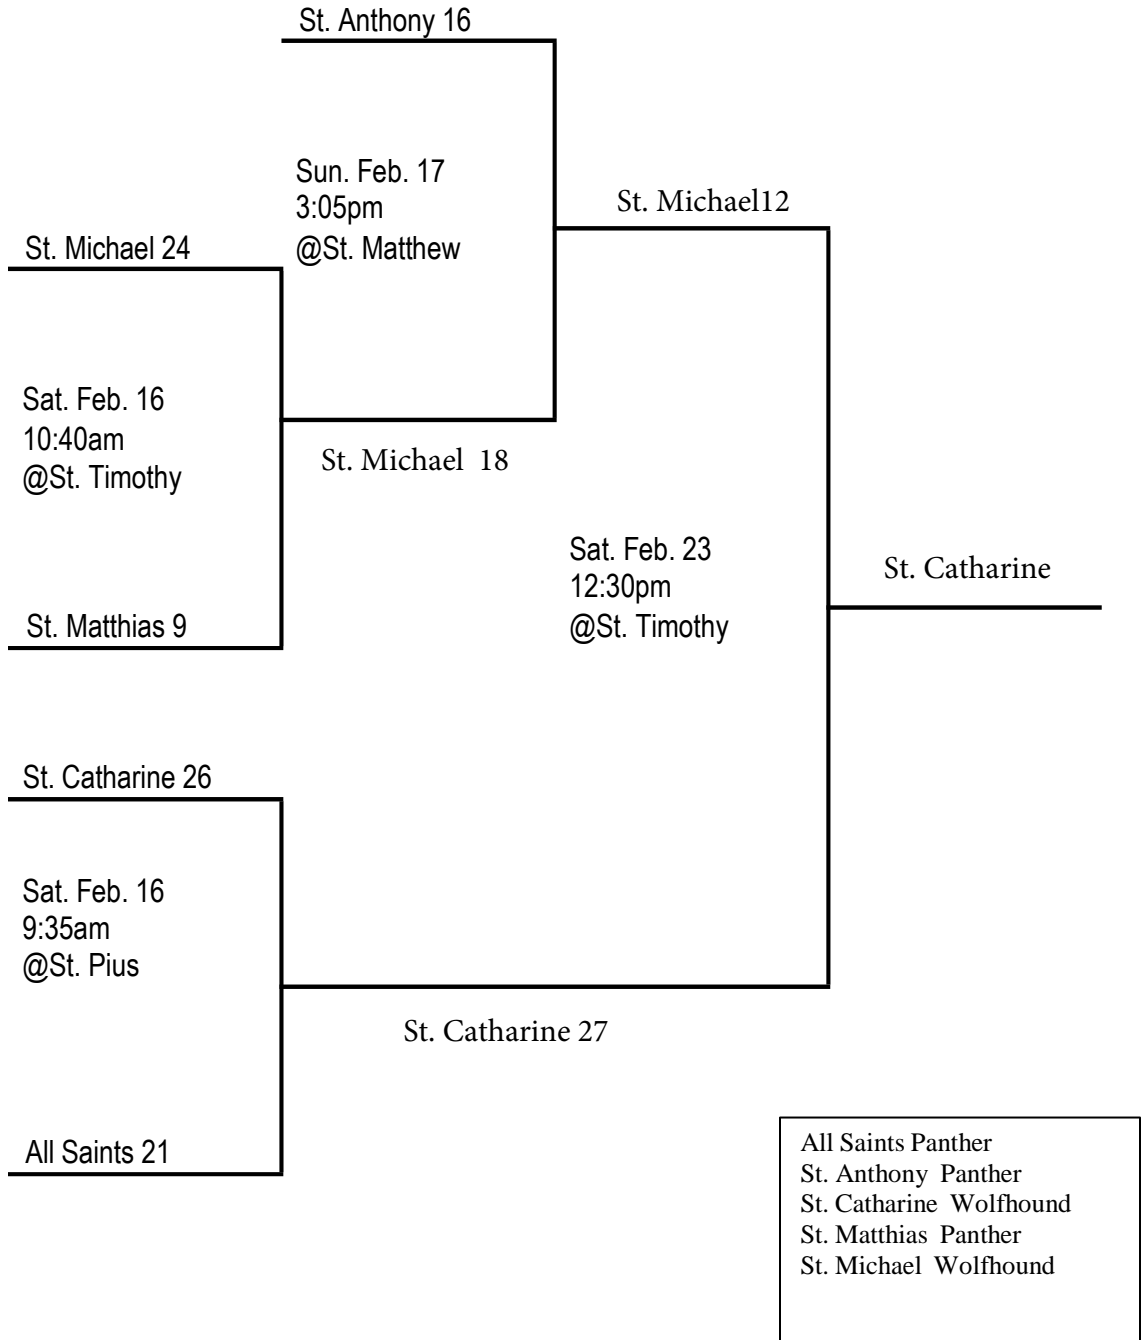 St. Anthony 16
Sun. Feb. 17
3:05pm
@St. Matthew
St. Michael12
St. Michael 24
Sat. Feb. 16
10:40am
@St. Timothy
St. Michael  18
St. Matthias 9
Sat. Feb. 23
12:30pm
@St. Timothy
St. Catharine
St. Catharine 26
Sat. Feb. 16
9:35am
@St. Pius
St. Catharine 27
All Saints 21
All Saints Panther
St. Anthony  Panther
St. Catharine  Wolfhound
St. Matthias  Panther
St. Michael  Wolfhound